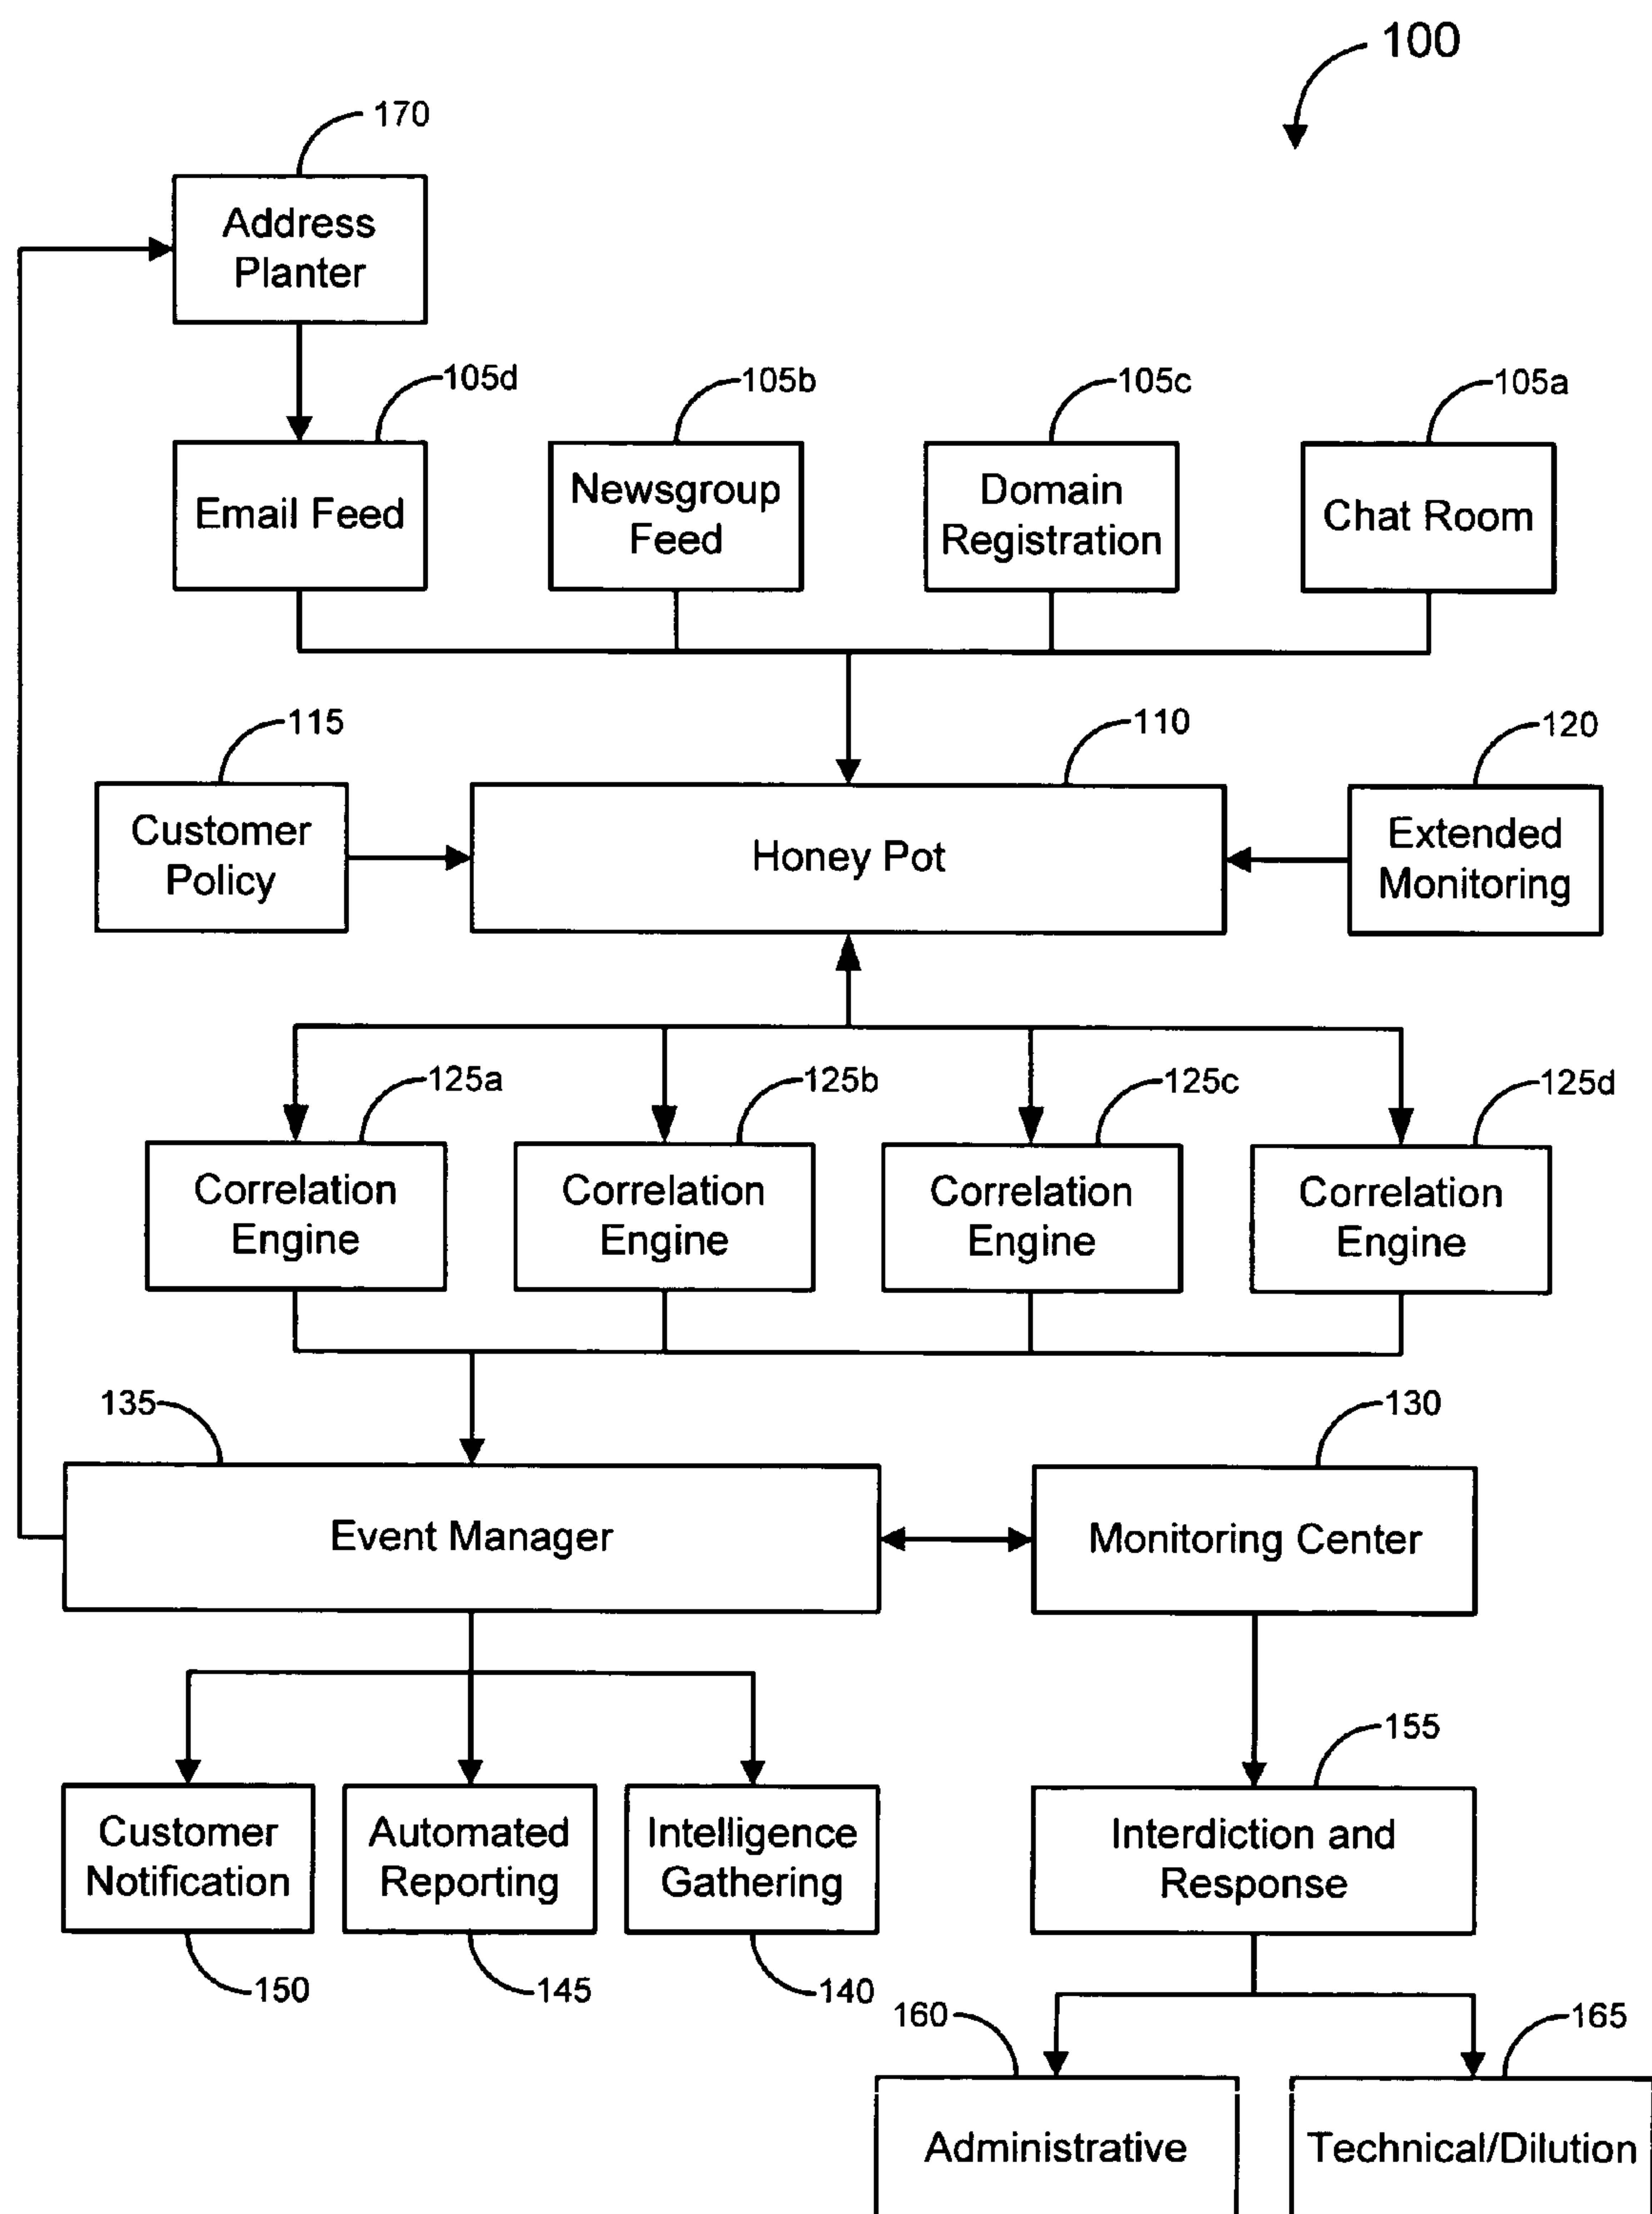 100
170
Address
Planter
105d
105b
105c
105a
Email Feed
Newsgroup
Feed
Domain
Registration
Chat Room
115
110
120
Customer
Policy
Honey Pot
Extended
Monitoring
125a
125b
125c
125d
Correlation
Engine
Correlation
Engine
Correlation
Engine
Correlation
Engine
135
130
Event Manager
Monitoring Center
155
Customer
Notification
Automated
Reporting
Intelligence
Gathering
Interdiction and
Response
150
145
140
160
165
Administrative
Technical/Dilution